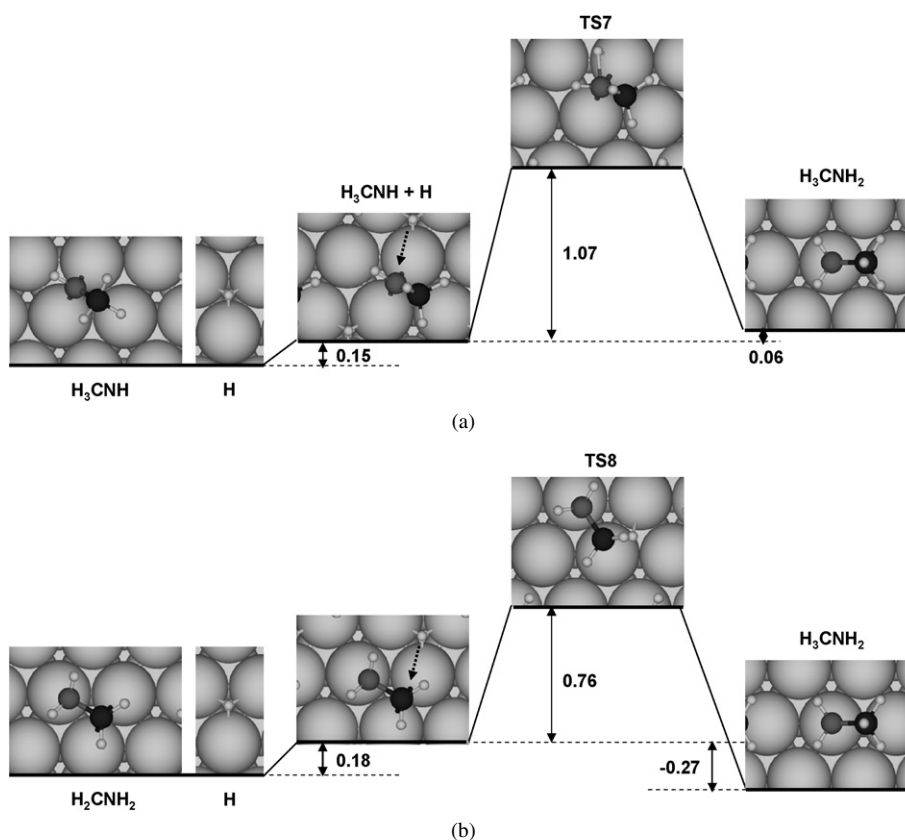 TS7
H₃CNH₂
H₃CNH + H
1.07
0.15
0.06
H₃CNH H
(a)
TS8
H₃CNH₂
0.76
0.18
-0.27
H₂CNH₂ H
(b)